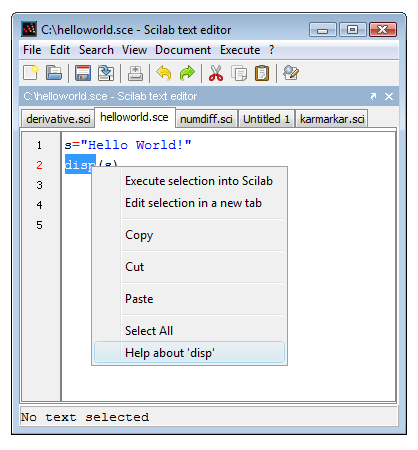 C:\helloworld.sce - Scilab text editor
File Edit Search View Document Execute ?
C:\helloworld.sce - Scilab text editor
derivative.sci helloworld.sce numdiff.sci Untitled 1 karmarkar.sci
1 s="Hello World!"
2 disp(s)
3
4
5
Execute selection into Scilab
Edit selection in a new tab
Copy
Cut
Paste
Select All
Help about 'disp'
No text selected